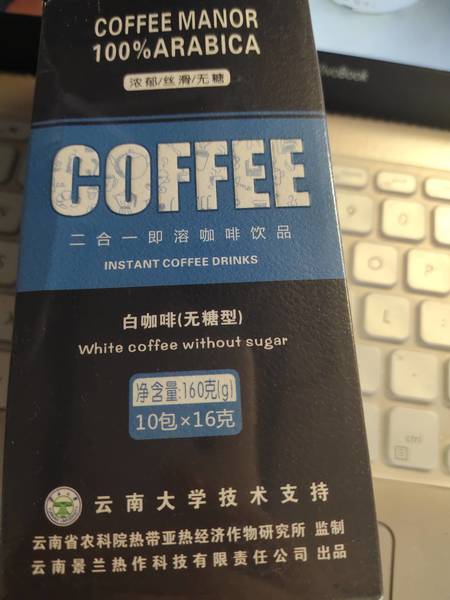 COFFEE MANOR
100%ARABICA
浓郁/丝滑/无糖
COFFEE
二合一即溶咖啡饮品
INSTANT COFFEE DRINKS
白咖啡(无糖型)
White coffee without sugar
净含量:160克(g)
10包×16克
云南大学技术支持
云南省农科院热带亚热经济作物研究所 监制
云南景兰热作科技有限责任公司 出品
ivoBook
9
0
ctrl